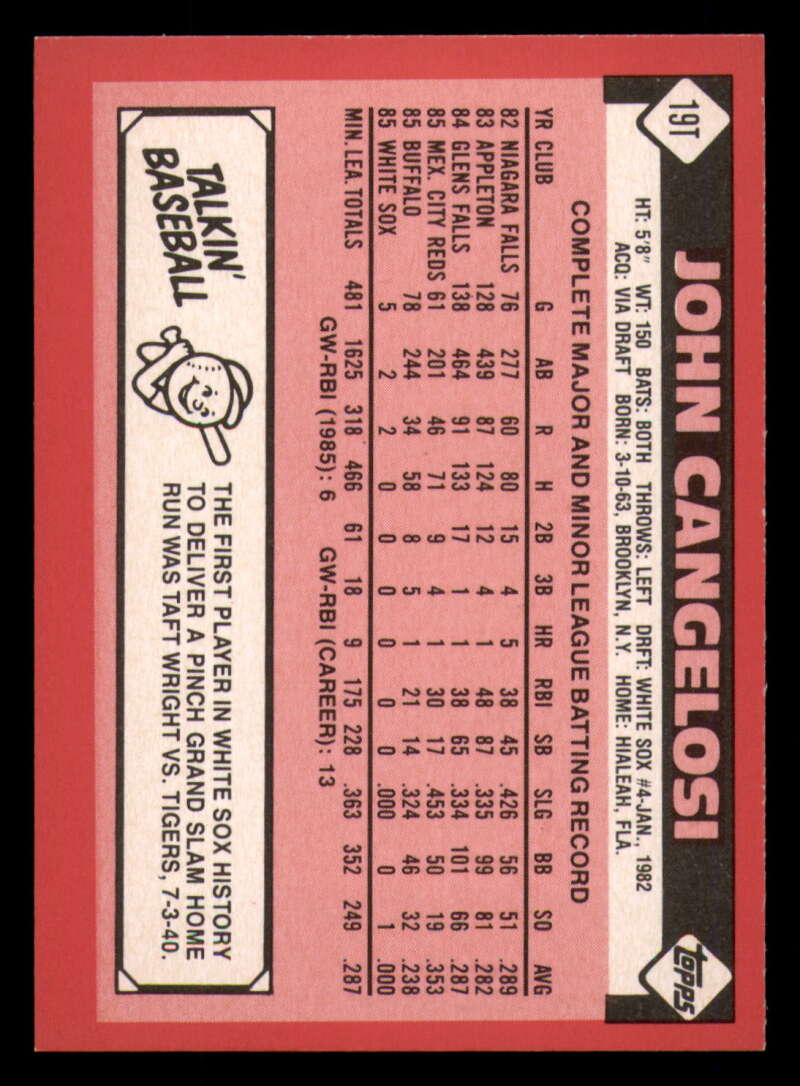 19T
JOHN CANGELOSI
topps
HT: 5'8" WT: 150 BATS: BOTH THROWS: LEFT DRFT: WHITE SOX #4-JAN., 1982
ACQ: VIA DRAFT BORN: 3-10-63, BROOKLYN, N.Y. HOME: HIALEAH, FLA.
COMPLETE MAJOR AND MINOR LEAGUE BATTING RECORD
YR CLUB G AB R H 2B 3B HR RBI SB SLG BB SO AVG
82 NIAGARA FALLS 76 277 60 80 15 4 5 38 45 .426 56 51 .289
83 APPLETON 128 439 87 124 12 4 1 48 87 .335 99 81 .282
84 GLENS FALLS 138 464 91 133 17 1 1 38 65 .334 101 66 .287
85 MEX. CITY REDS 61 201 46 71 9 4 1 30 17 .453 50 19 .353
85 BUFFALO 78 244 34 58 8 5 1 21 14 .324 46 32 .238
85 WHITE SOX 5 2 2 0 0 0 0 0 0 .000 0 1 .000
MIN. LEA. TOTALS 481 1625 318 466 61 18 9 175 228 .363 352 249 .287
GW-RBI (1985): 6 GW-RBI (CAREER): 13
TALKIN'
BASEBALL
THE FIRST PLAYER IN WHITE SOX HISTORY
TO DELIVER A PINCH GRAND SLAM HOME
RUN WAS TAFT WRIGHT VS. TIGERS, 7-3-40.